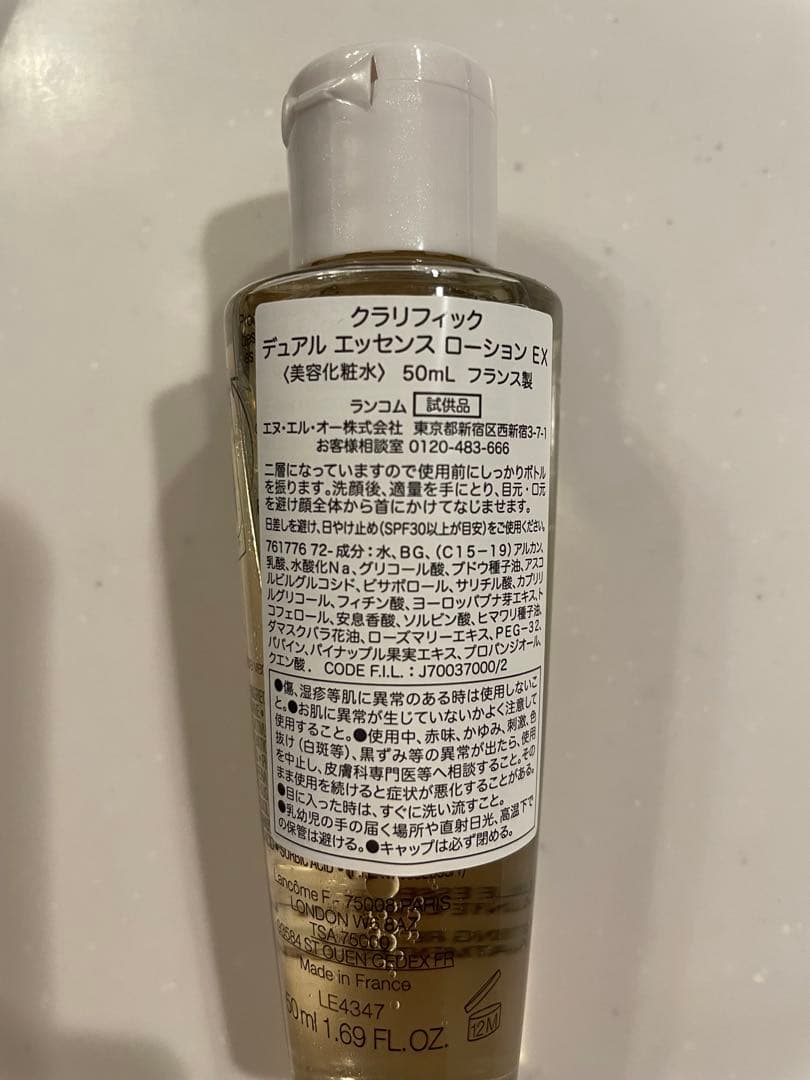 クラリフィック
デュアル エッセンス ローション EX
〈美容化粧水〉 50mL フランス製
ランコム 試供品
エヌ・エル・オー株式会社 東京都新宿区西新宿3-7-1
お客様相談室 0120-483-666
二層になっていますので使用前にしっかりボトル
を振ります。洗顔後、適量を手にとり、目元・口元
を避け顔全体から首にかけてなじませます。
日差しを避け、日やけ止め(SPF30以上が目安)をご使用ください。
761776 72-成分：水、BG、(C15-19)アルカン、
乳酸、水酸化Na、グリコール酸、ブドウ種子油、アスコ
ルビルグルコシド、ビサボロール、サリチル酸、カプリリ
ルグリコール、フィチン酸、ヨーロッパブナ芽エキス、ト
コフェロール、安息香酸、ソルビン酸、ヒマワリ種子油、
ダマスクバラ花油、ローズマリーエキス、PEG-32、
パパイン、パイナップル果実エキス、プロパンジオール、
クエン酸． CODE F.I.L.：J70037000/2
●傷、湿疹等肌に異常のある時は使用しないこ
と。●お肌に異常が生じていないかよく注意して
使用すること。●使用中、赤味、かゆみ、刺激、色
抜け(白斑等)、黒ずみ等の異常が出たら、使用
を中止し、皮膚科専門医等へ相談すること。その
まま使用を続けると症状が悪化することがある。
●目に入った時は、すぐに洗い流すこと。
●乳幼児の手の届く場所や直射日光、高温下で
の保管は避ける。●キャップは必ず閉める。
SORBIC ACID
Lancôme F - 75008 PARIS
LONDON W6 8AZ
TSA 75000
93584 ST OUEN CEDEX FR
Made in France
LE4347
50ml 1.69 FL.OZ.
12M